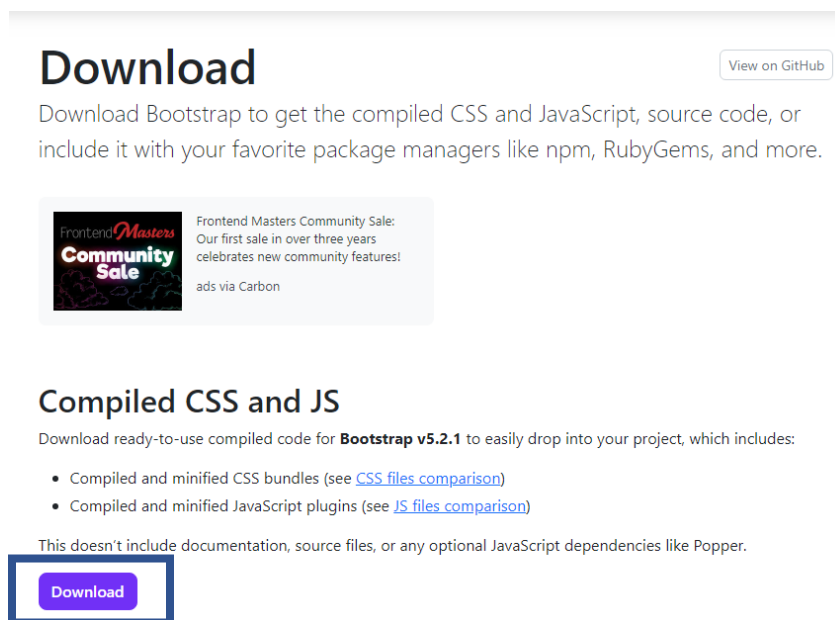 Download
View on GitHub
Download Bootstrap to get the compiled CSS and JavaScript, source code, or
include it with your favorite package managers like npm, RubyGems, and more.
Frontend Masters
Community
Sale
Frontend Masters Community Sale:
Our first sale in over three years
celebrates new community features!
ads via Carbon
Compiled CSS and JS
Download ready-to-use compiled code for Bootstrap v5.2.1 to easily drop into your project, which includes:
• Compiled and minified CSS bundles (see CSS files comparison)
• Compiled and minified JavaScript plugins (see JS files comparison)
This doesn’t include documentation, source files, or any optional JavaScript dependencies like Popper.
Download